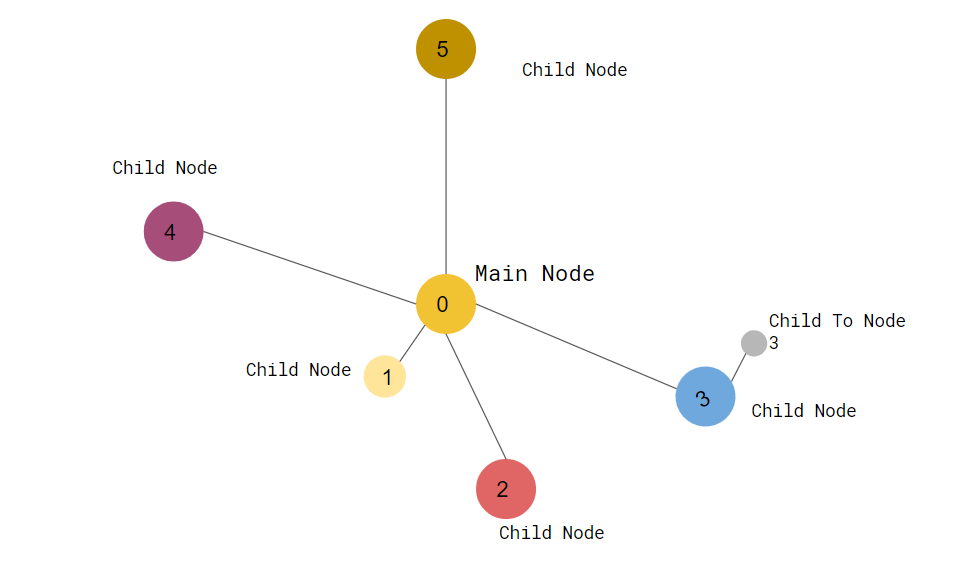 5
Child Node
Child Node
4
Main Node
0
Child To Node
3
Child Node
1
3
Child Node
2
Child Node